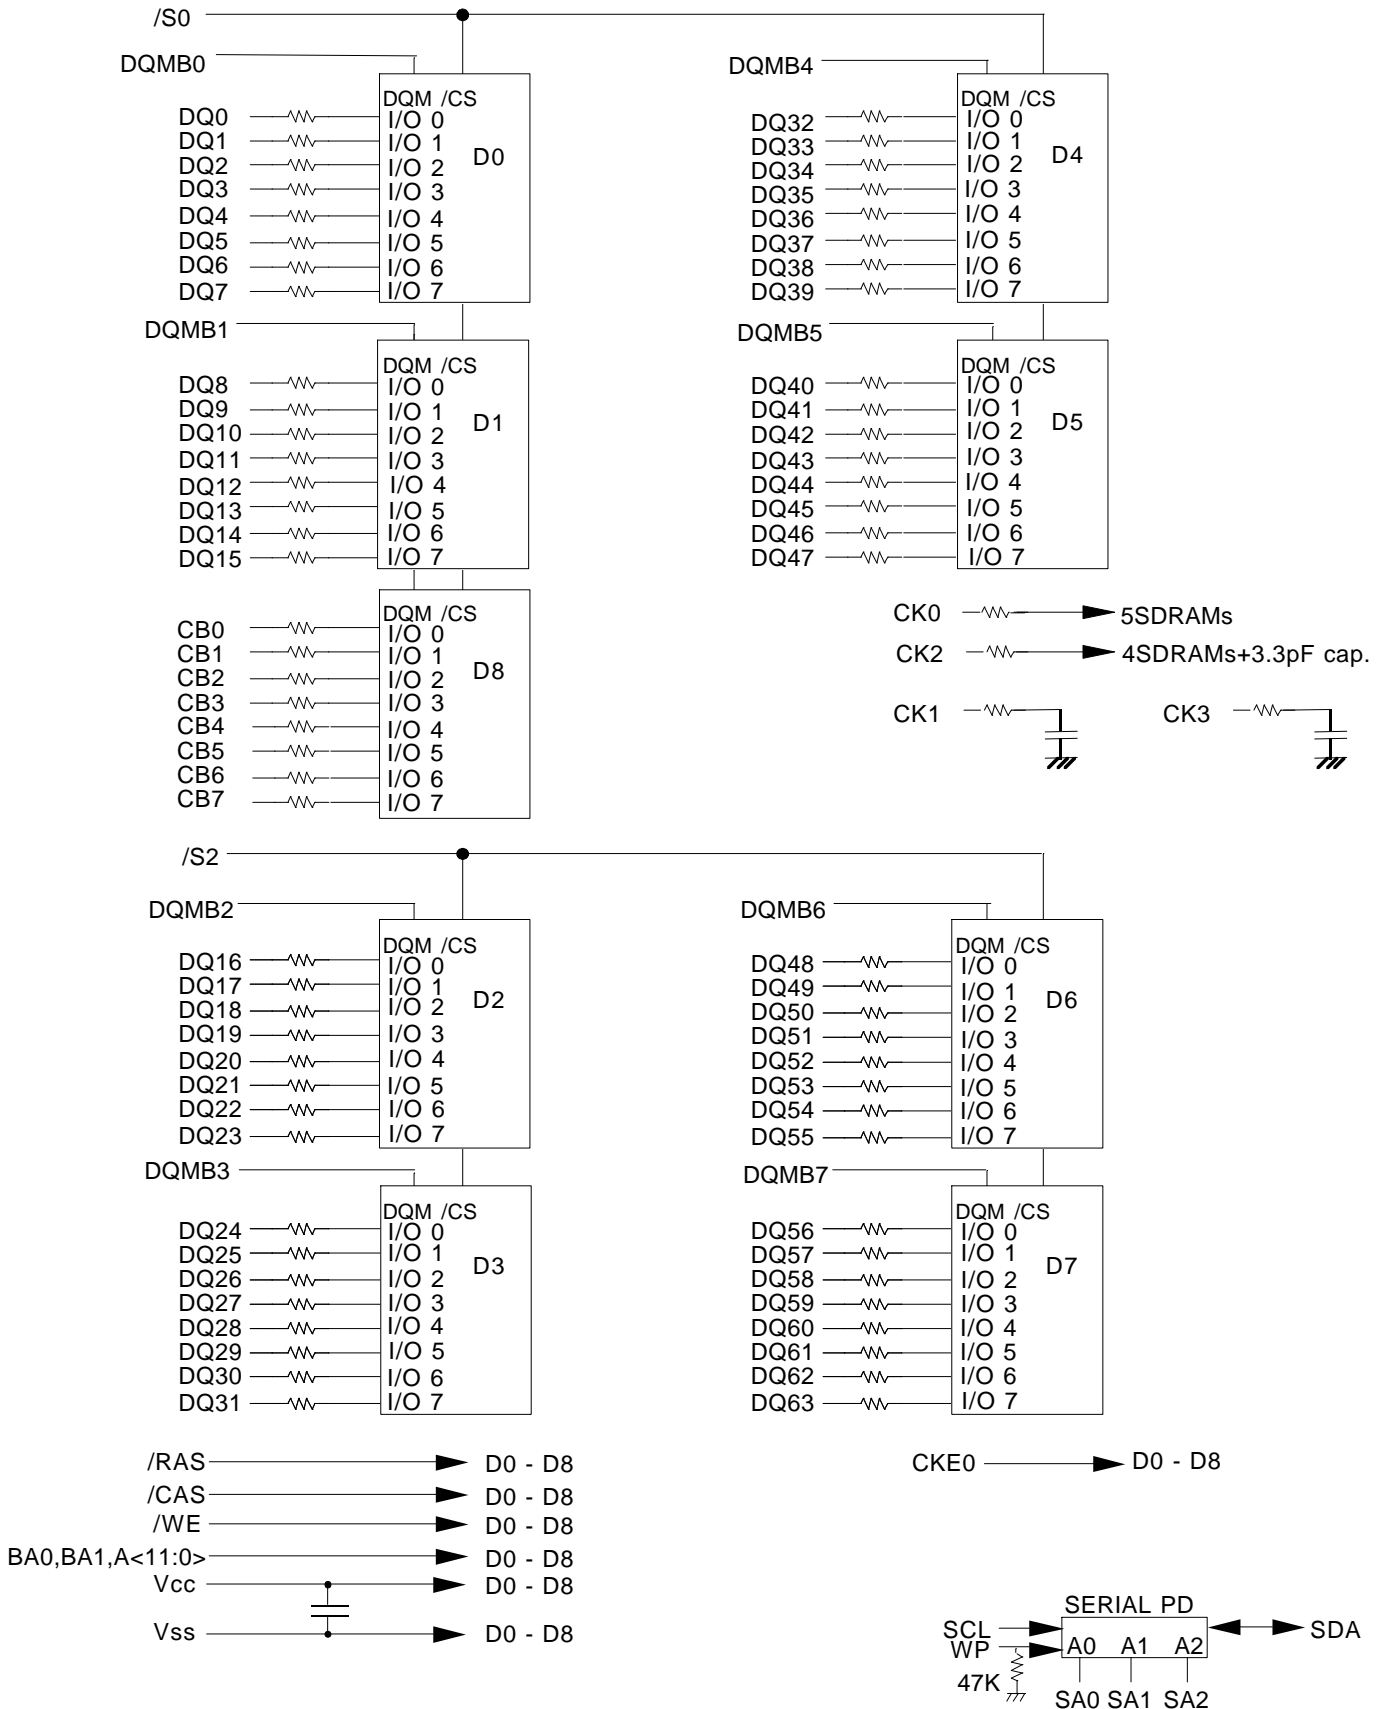 /S0
DQMB0
DQM /CS
DQ0 I/O 0
DQ1 I/O 1
DQ2 I/O 2
DQ3 I/O 3
DQ4 I/O 4
DQ5 I/O 5
DQ6 I/O 6
DQ7 I/O 7
D0
DQMB4
DQM /CS
DQ32 I/O 0
DQ33 I/O 1
DQ34 I/O 2
DQ35 I/O 3
DQ36 I/O 4
DQ37 I/O 5
DQ38 I/O 6
DQ39 I/O 7
D4
DQMB1
DQM /CS
DQ8 I/O 0
DQ9 I/O 1
DQ10 I/O 2
DQ11 I/O 3
DQ12 I/O 4
DQ13 I/O 5
DQ14 I/O 6
DQ15 I/O 7
D1
DQMB5
DQM /CS
DQ40 I/O 0
DQ41 I/O 1
DQ42 I/O 2
DQ43 I/O 3
DQ44 I/O 4
DQ45 I/O 5
DQ46 I/O 6
DQ47 I/O 7
D5
DQM /CS
CB0 I/O 0
CB1 I/O 1
CB2 I/O 2
CB3 I/O 3
CB4 I/O 4
CB5 I/O 5
CB6 I/O 6
CB7 I/O 7
D8
CK0 5SDRAMs
CK2 4SDRAMs+3.3pF cap.
CK1 CK3
/S2
DQMB2
DQM /CS
DQ16 I/O 0
DQ17 I/O 1
DQ18 I/O 2
DQ19 I/O 3
DQ20 I/O 4
DQ21 I/O 5
DQ22 I/O 6
DQ23 I/O 7
D2
DQMB6
DQM /CS
DQ48 I/O 0
DQ49 I/O 1
DQ50 I/O 2
DQ51 I/O 3
DQ52 I/O 4
DQ53 I/O 5
DQ54 I/O 6
DQ55 I/O 7
D6
DQMB3
DQM /CS
DQ24 I/O 0
DQ25 I/O 1
DQ26 I/O 2
DQ27 I/O 3
DQ28 I/O 4
DQ29 I/O 5
DQ30 I/O 6
DQ31 I/O 7
D3
DQMB7
DQM /CS
DQ56 I/O 0
DQ57 I/O 1
DQ58 I/O 2
DQ59 I/O 3
DQ60 I/O 4
DQ61 I/O 5
DQ62 I/O 6
DQ63 I/O 7
D7
/RAS D0 - D8
/CAS D0 - D8
/WE D0 - D8
BA0,BA1,A<11:0> D0 - D8
Vcc D0 - D8
Vss D0 - D8
CKE0 D0 - D8
SERIAL PD
SCL SDA
WP A0 A1 A2
47K
SA0 SA1 SA2